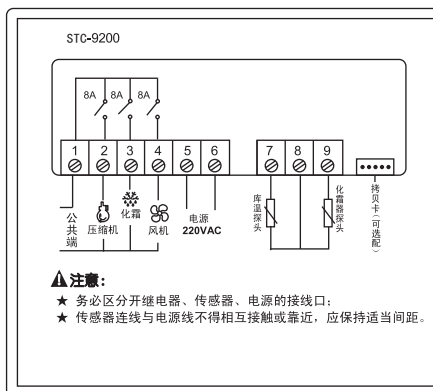 STC-9200
8A 8A 8A
1 2 3 4 5 6 7 8 9
公共端
压缩机
化霜
风机
电源
220VAC
库温探头
化霜器探头
拷贝卡(可选配)
注意:
★ 务必区分开继电器、传感器、电源的接线口;
★ 传感器连线与电源线不得相互接触或靠近，应保持适当间距。